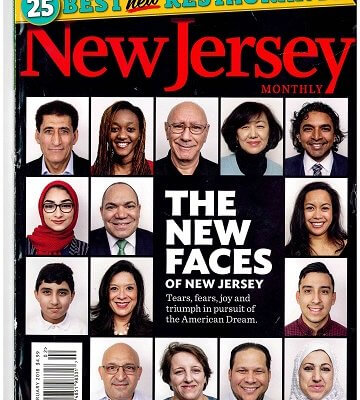 25 BEST new RESTAURANTS
New Jersey
MONTHLY
THE
NEW
FACES
OF NEW JERSEY
Tears, fears, joy and
triumph in pursuit of
the American Dream.